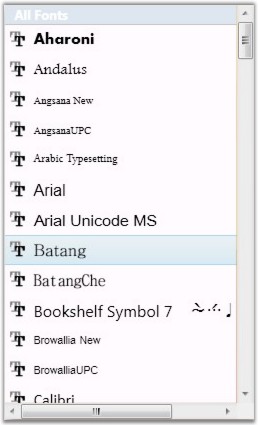 All Fonts
Aharoni
Andalus
Angsana New
AngsanaUPC
Arabic Typesetting
Arial
Arial Unicode MS
Batang
BatangChe
Bookshelf Symbol 7
Browallia New
BrowalliaUPC
Calibri